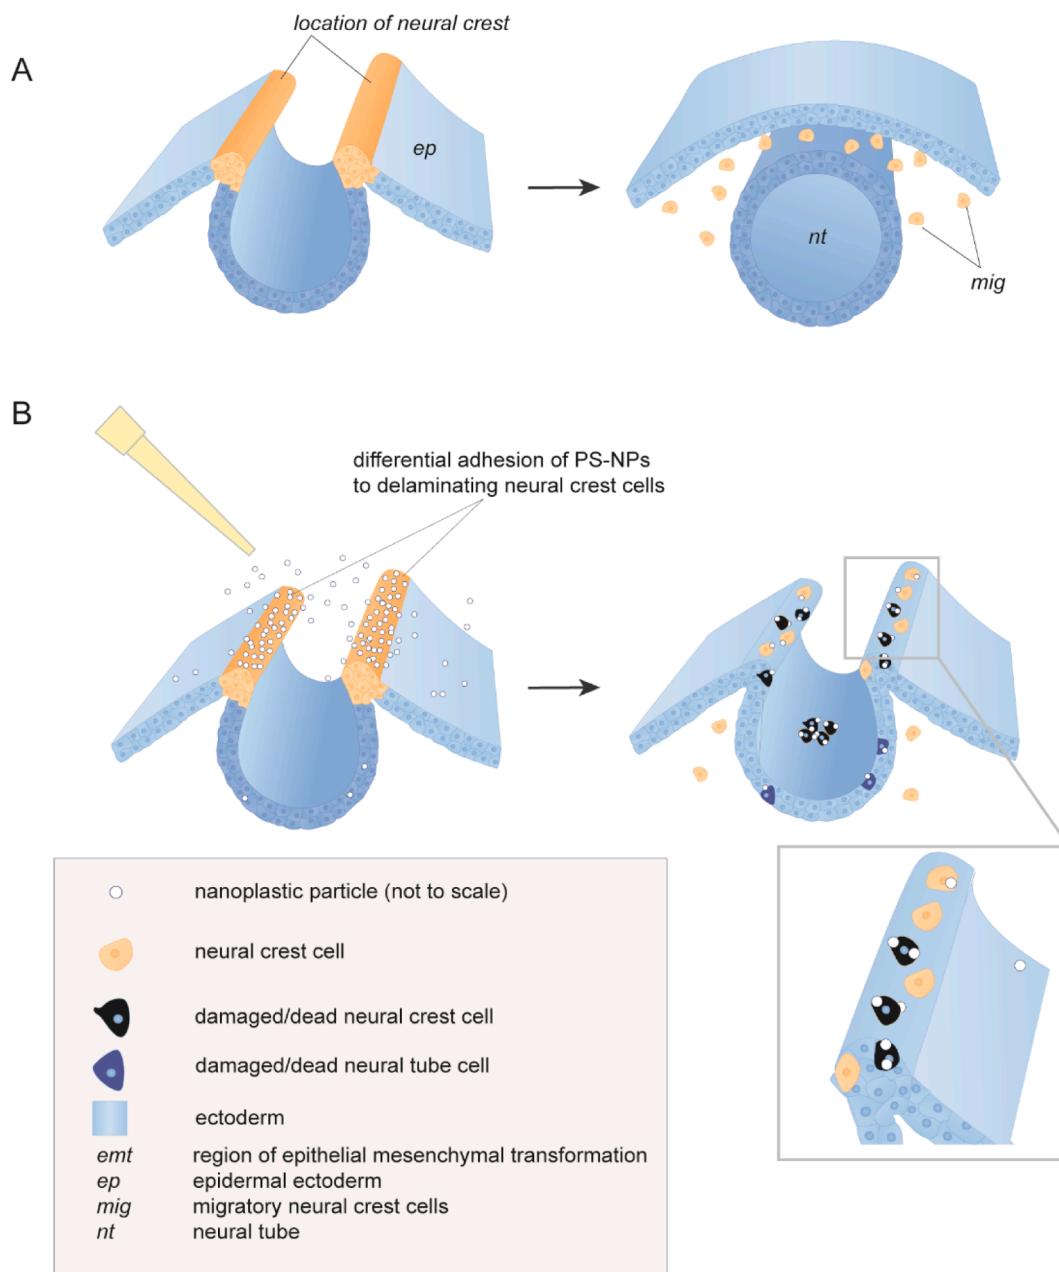 A
location of neural crest
ep
nt
mig
B
differential adhesion of PS-NPs
to delaminating neural crest cells
nanoplastic particle (not to scale)
neural crest cell
damaged/dead neural crest cell
damaged/dead neural tube cell
ectoderm
emt region of epithelial mesenchymal transformation
ep epidermal ectoderm
mig migratory neural crest cells
nt neural tube